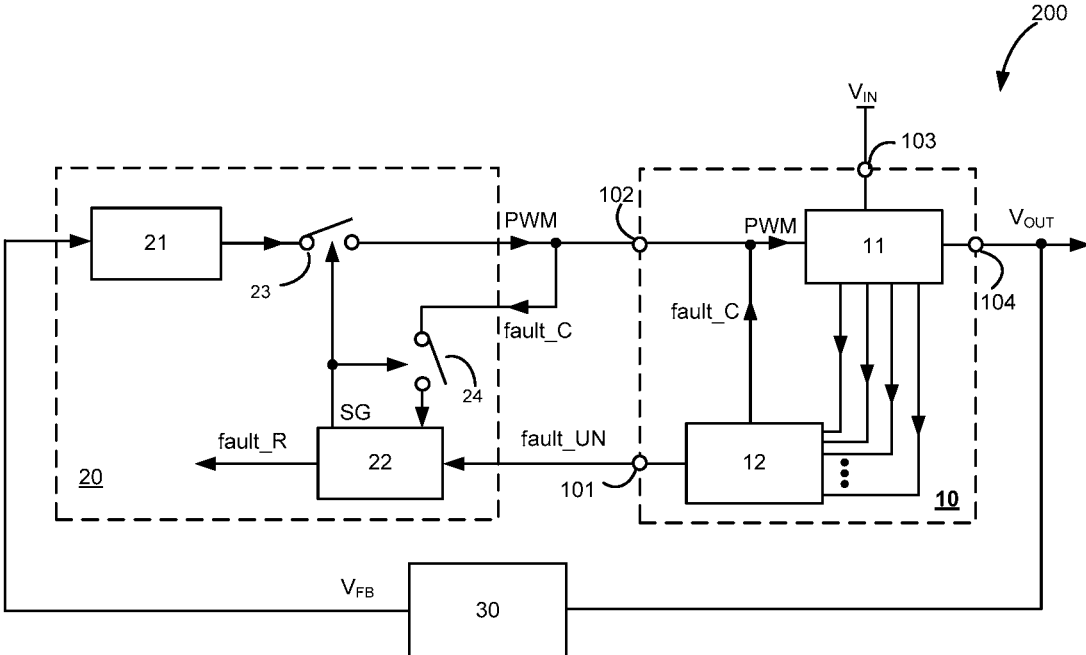 200
V_IN
103
102
PWM
PWM
V_OUT
21
11
23
104
fault_C
fault_C
24
SG
fault_R
fault_UN
22
12
20
101
10
V_FB
30